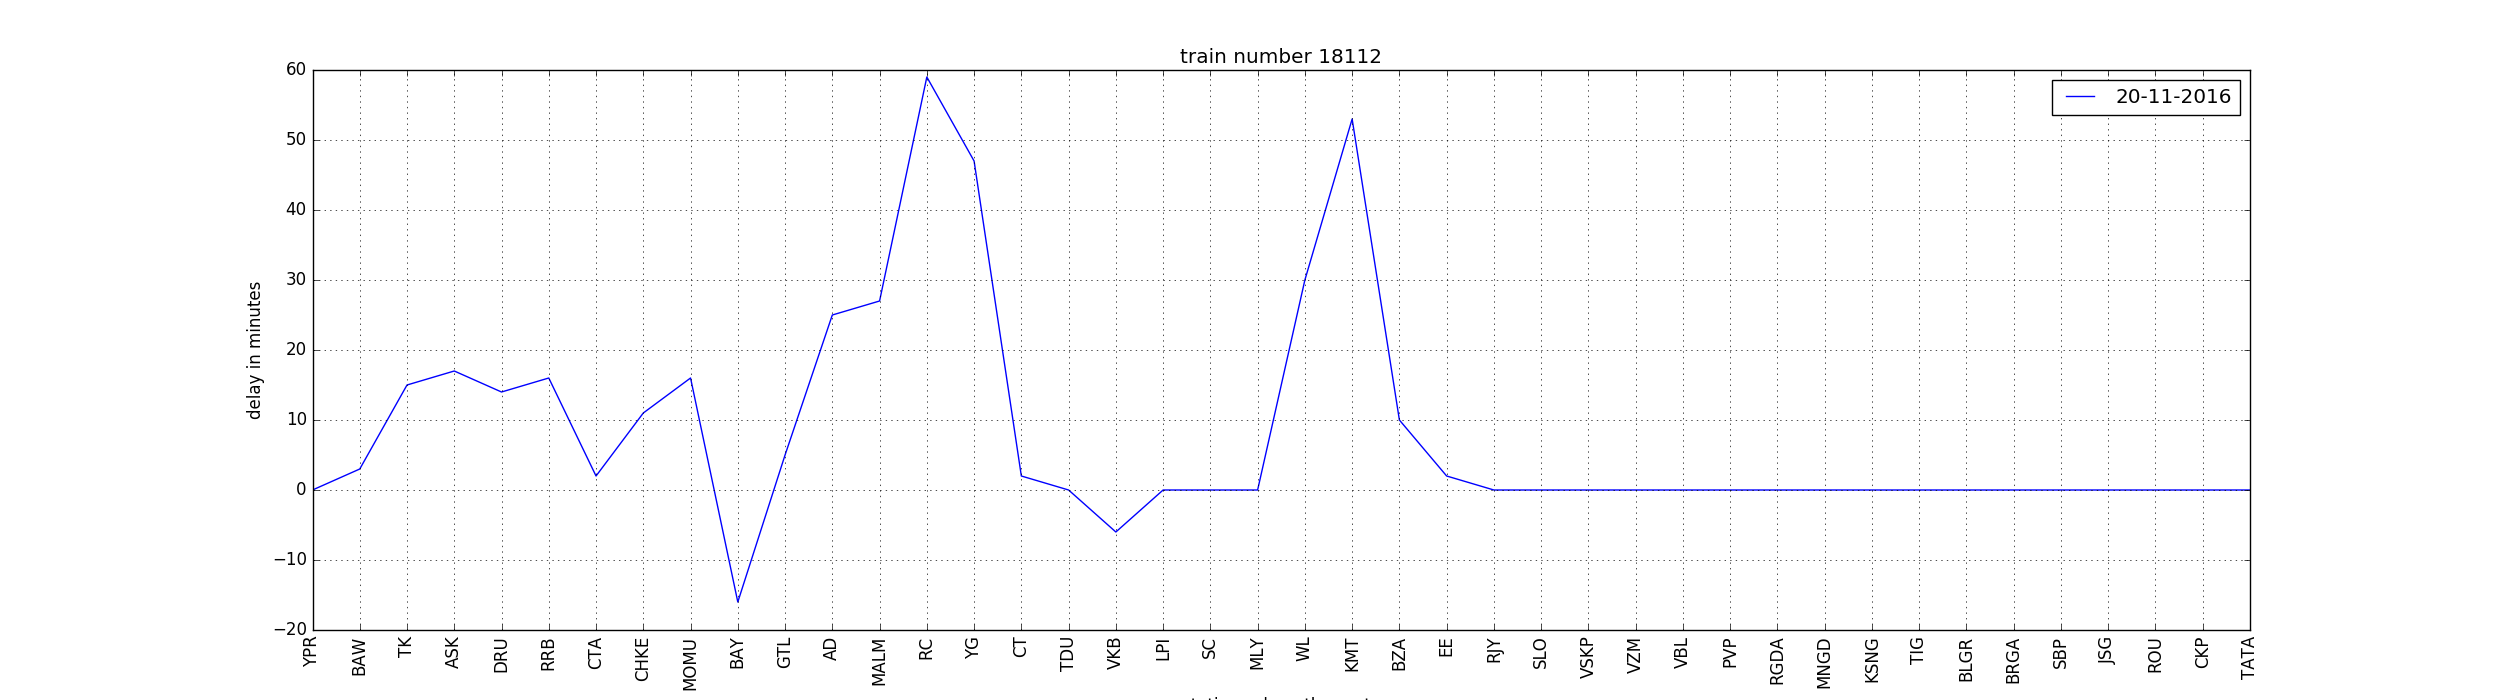 train number 18112
20-11-2016
delay in minutes
60
50
40
30
20
10
0
−10
−20
YPR
BAW
TK
ASK
DRU
RRB
CTA
CHKE
MOMU
BAY
GTL
AD
MALM
RC
YG
CT
TDU
VKB
LPI
SC
MLY
WL
KMT
BZA
EE
RJY
SLO
VSKP
VZM
VBL
PVP
RGDA
MNGD
KSNG
TIG
BLGR
BRGA
SBP
JSG
ROU
CKP
TATA